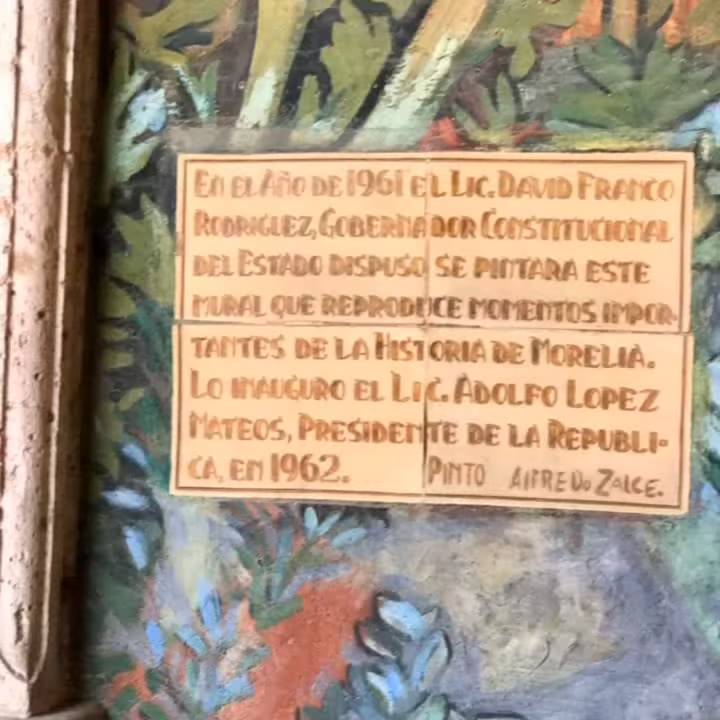 EN EL AÑO DE 1961 EL LIC. DAVID FRANCO
RODRIGUEZ, GOBERNADOR CONSTITUCIONAL
DEL ESTADO DISPUSO SE PINTARA ESTE
MURAL QUE REPRODUCE MOMENTOS IMPOR-
TANTES DE LA HISTORIA DE MORELIA.
LO INAUGURO EL LIC. ADOLFO LOPEZ
MATEOS, PRESIDENTE DE LA REPUBLI-
CA, EN 1962. PINTO ALFREDO ZALCE.